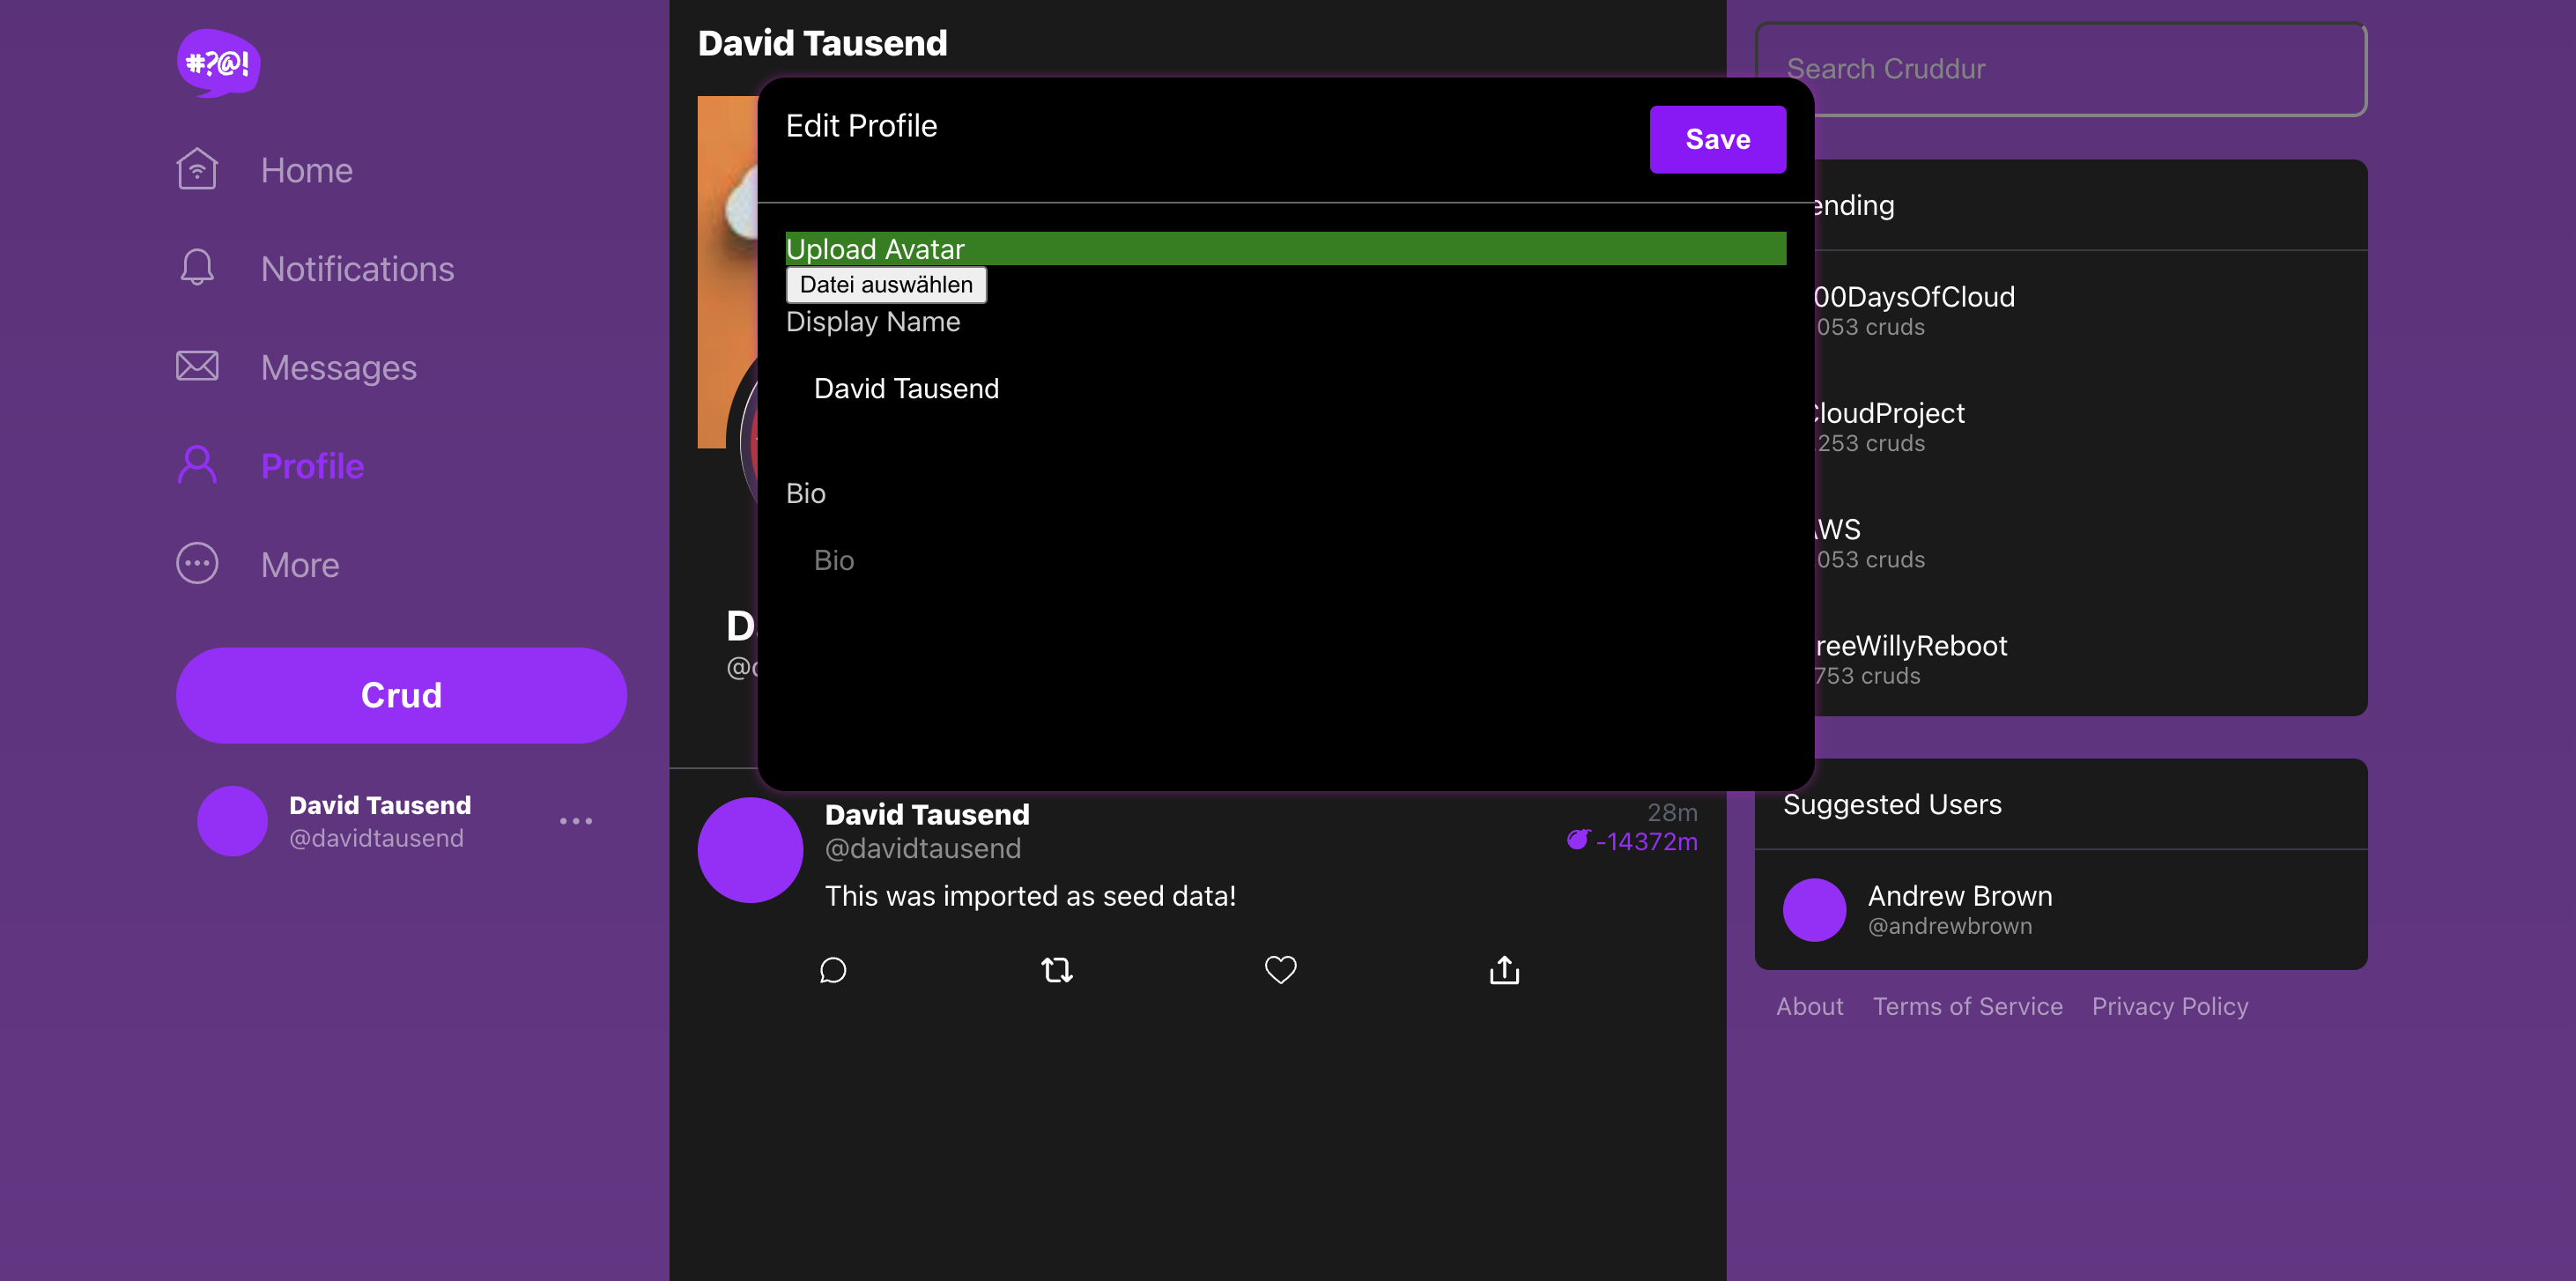 #?@!
Home
Notifications
Messages
Profile
More
Crud
David Tausend
@davidtausend
David Tausend
Edit Profile
Save
Upload Avatar
Datei auswählen
Display Name
David Tausend
Bio
Bio
David Tausend
@davidtausend
28m
-14372m
This was imported as seed data!
Search Cruddur
ending
00DaysOfCloud
053 cruds
CloudProject
253 cruds
AWS
053 cruds
reeWillyReboot
753 cruds
Suggested Users
Andrew Brown
@andrewbrown
About Terms of Service Privacy Policy